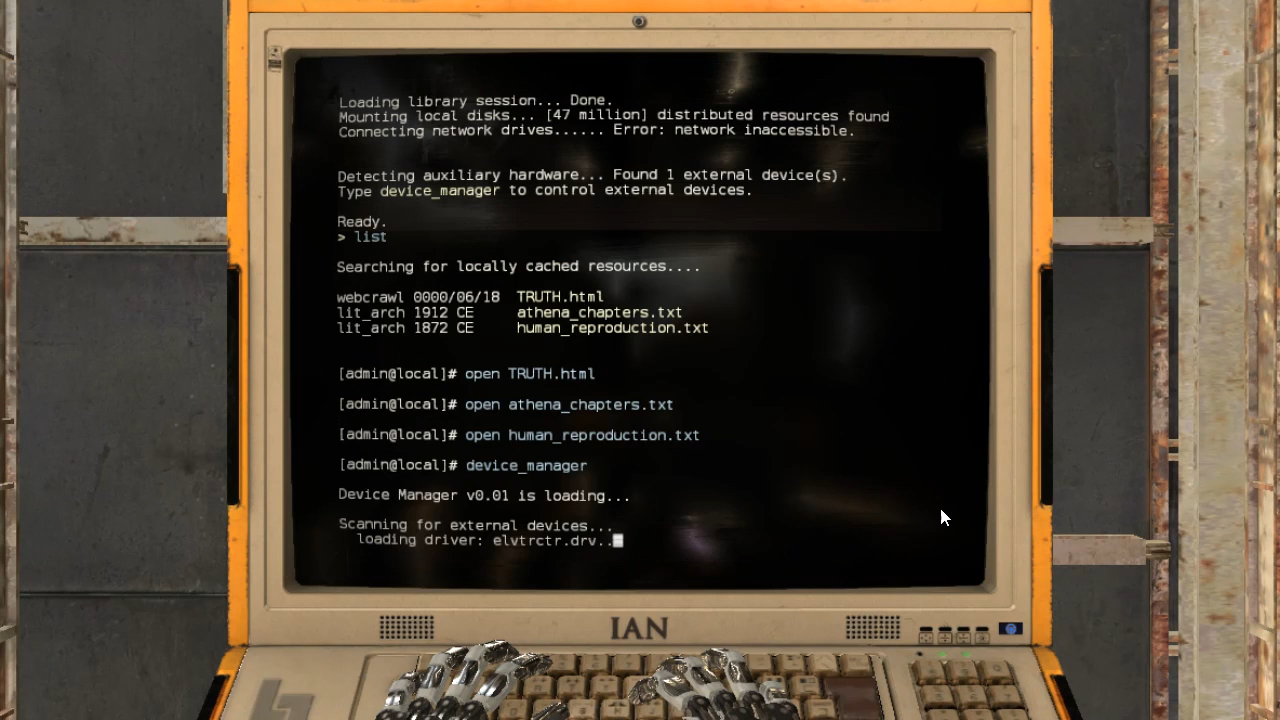 Loading library session... Done.
Mounting local disks... [47 million] distributed resources found
Connecting network drives...... Error: network inaccessible.
Detecting auxiliary hardware... Found 1 external device(s).
Type device_manager to control external devices.
Ready.
> list
Searching for locally cached resources....
webcrawl 0000/06/18 TRUTH.html
lit_arch 1912 CE athena_chapters.txt
lit_arch 1872 CE human_reproduction.txt
[admin@local]# open TRUTH.html
[admin@local]# open athena_chapters.txt
[admin@local]# open human_reproduction.txt
[admin@local]# device_manager
Device Manager v0.01 is loading...
Scanning for external devices...
loading driver: elvtrctr.drv..
IAN